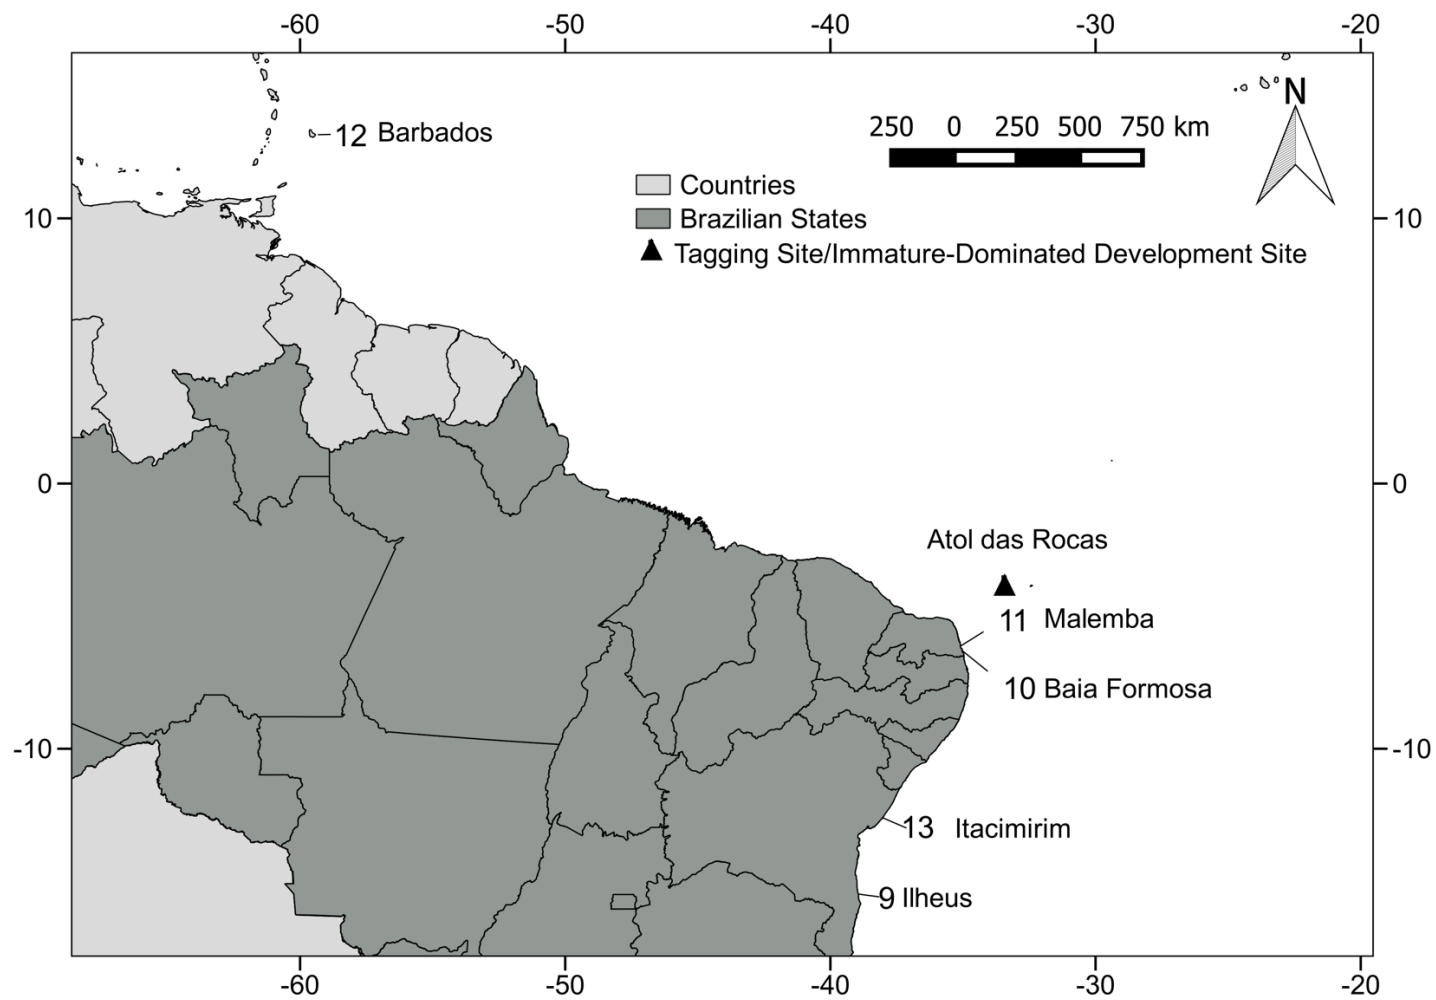 -60 -50 -40 -30 -20
12 Barbados
250 0 250 500 750 km
N
Countries
10 Brazilian States 10
Tagging Site/Immature-Dominated Development Site
0 0
Atol das Rocas
11 Malemba
10 Baia Formosa
-10 -10
13 Itacimirim
9 Ilheus
-60 -50 -40 -30 -20